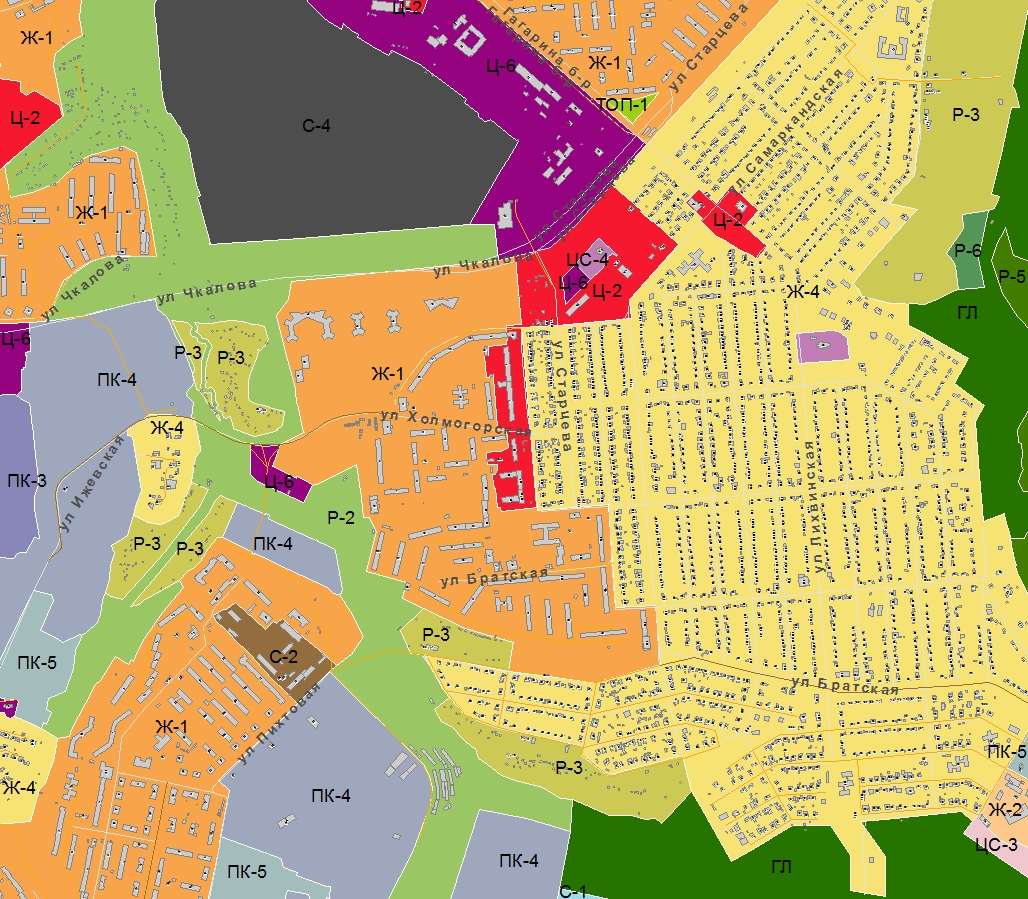 Ц-2
Ж-1
Гагарина б-р
ул Старцева
Ц-6
Ж-1
ТОП-1
Ц-2
С-4
Р-3
ул Самаркандская
Ж-1
Ц-2
Р-6
Р-5
ул Чкалова
ул Чкалова
ул Чкалова
ЦС-4
Ц-6
Ц-2
Ж-4
ГЛ
Ц-6
Р-3
Р-3
ПК-4
Ж-1
ул Старцева
ул Холмогорская
Ж-4
ул Ижевская
ПК-3
Ц-6
Р-2
ул Лихвинская
Р-3
Р-3
ПК-4
ул Братская
Р-3
ПК-5
С-2
ул Братская
Ж-1
ул Пихтовая
ПК-5
Р-3
Ж-4
ПК-4
Ж-2
ЦС-3
ПК-4
ГЛ
ПК-5
С-1